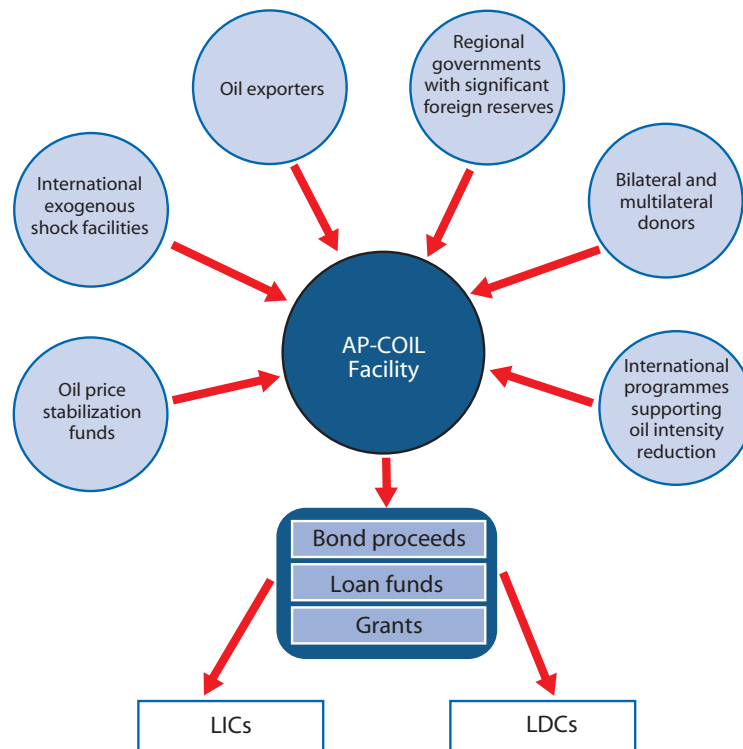 Oil exporters
Regional
governments
with significant
foreign reserves
International
exogenous
shock facilities
Bilateral and
multilateral
donors
Oil price
stabilization
funds
AP-COIL
Facility
International
programmes
supporting
oil intensity
reduction
Bond proceeds
Loan funds
Grants
LICs
LDCs